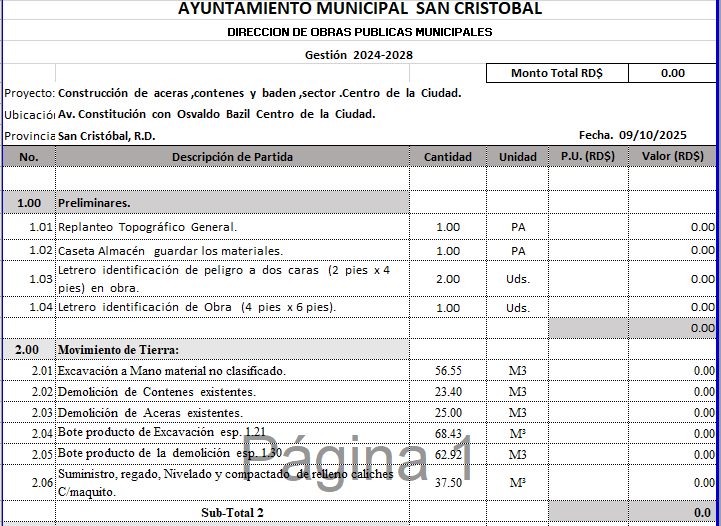 AYUNTAMIENTO MUNICIPAL SAN CRISTOBAL
DIRECCION DE OBRAS PUBLICAS MUNICIPALES
Gestión 2024-2028
Monto Total RD$ 0.00
Proyecto: Construcción de aceras ,contenes y baden ,sector .Centro de la Ciudad.
Ubicación Av. Constitución con Osvaldo Bazil Centro de la Ciudad.
Provincia San Cristóbal, R.D. Fecha. 09/10/2025
No. Descripción de Partida Cantidad Unidad P.U. (RD$) Valor (RD$)
1.00 Preliminares.
1.01 Replanteo Topográfico General. 1.00 PA 0.00
1.02 Caseta Almacén guardar los materiales. 1.00 PA 0.00
1.03 Letrero identificación de peligro a dos caras (2 pies x 4 2.00 Uds. 0.00
pies) en obra.
1.04 Letrero identificación de Obra (4 pies x 6 pies). 1.00 Uds. 0.00
0.00
2.00 Movimiento de Tierra:
2.01 Excavación a Mano material no clasificado. 56.55 M3 0.00
2.02 Demolición de Contenes existentes. 23.40 M3 0.00
2.03 Demolición de Aceras existentes. 25.00 M3 0.00
2.04 Bote producto de Excavación esp. 1.21 68.43 M³ 0.00
2.05 Bote producto de la demolición esp. 1.30 62.92 M3 0.00
Página 1
2.06 Suministro, regado, Nivelado y compactado de relleno caliches 37.50 M³ 0.00
C/maquito.
Sub-Total 2 0.0